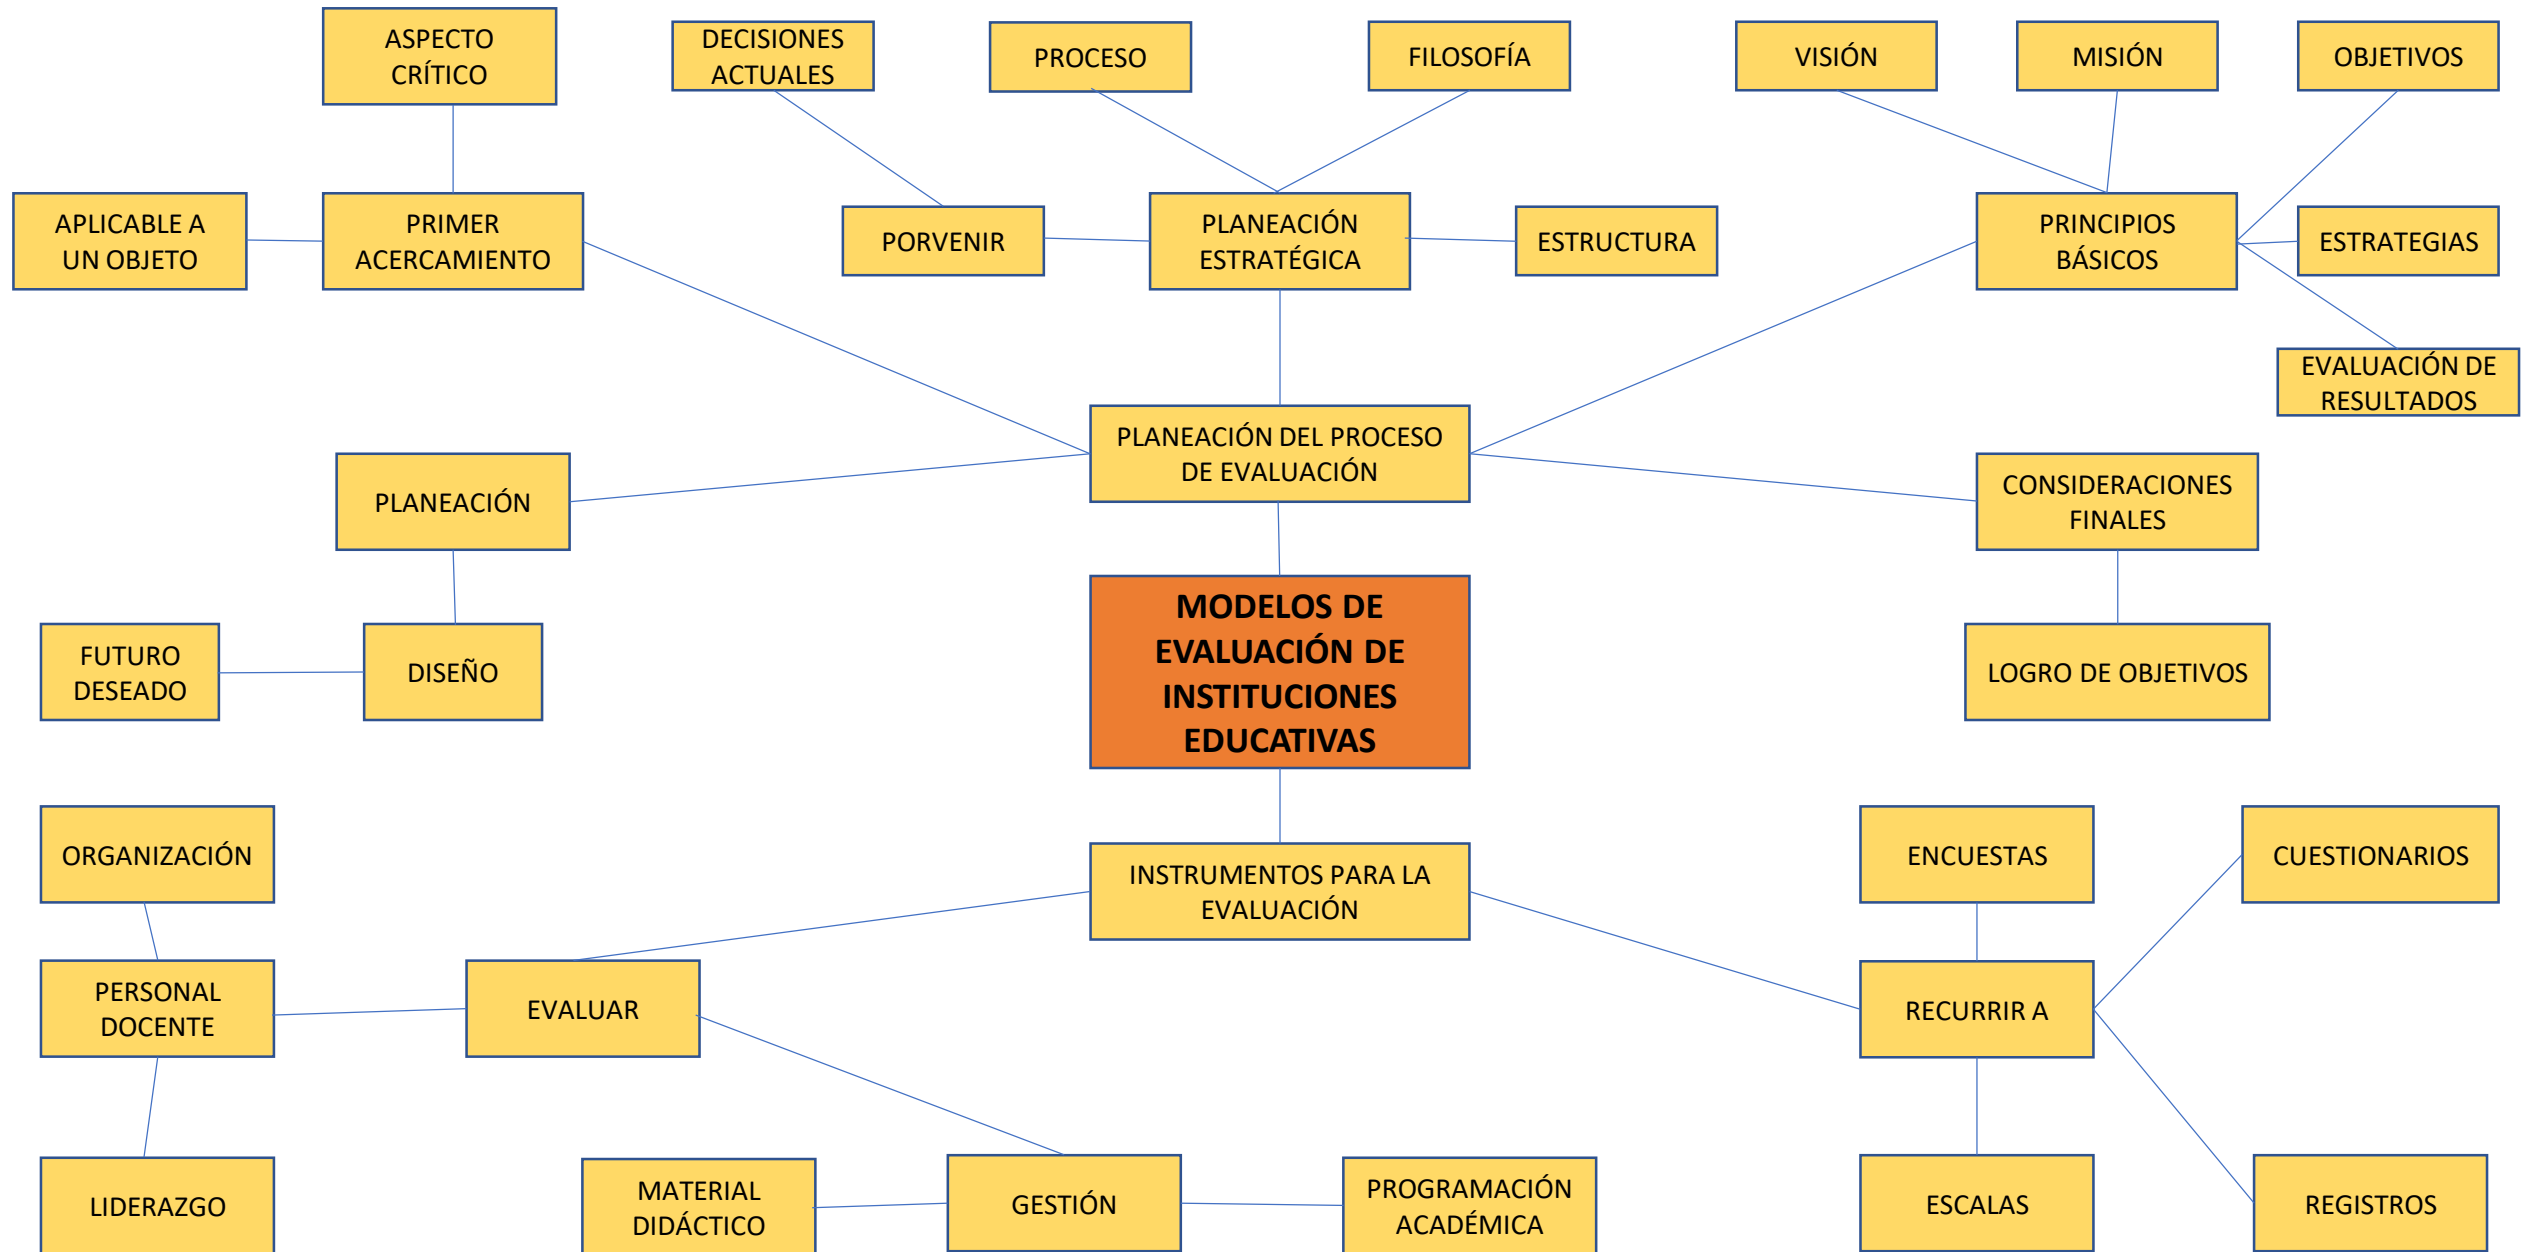 ASPECTO
CRÍTICO
DECISIONES
ACTUALES
PROCESO
FILOSOFÍA
VISIÓN
MISIÓN
OBJETIVOS
APLICABLE A
UN OBJETO
PRIMER
ACERCAMIENTO
PORVENIR
PLANEACIÓN
ESTRATÉGICA
ESTRUCTURA
PRINCIPIOS
BÁSICOS
ESTRATEGIAS
EVALUACIÓN DE
RESULTADOS
PLANEACIÓN DEL PROCESO
DE EVALUACIÓN
PLANEACIÓN
CONSIDERACIONES
FINALES
FUTURO
DESEADO
DISEÑO
MODELOS DE
EVALUACIÓN DE
INSTITUCIONES
EDUCATIVAS
LOGRO DE OBJETIVOS
ORGANIZACIÓN
INSTRUMENTOS PARA LA
EVALUACIÓN
ENCUESTAS
CUESTIONARIOS
PERSONAL
DOCENTE
EVALUAR
RECURRIR A
LIDERAZGO
MATERIAL
DIDÁCTICO
GESTIÓN
PROGRAMACIÓN
ACADÉMICA
ESCALAS
REGISTROS